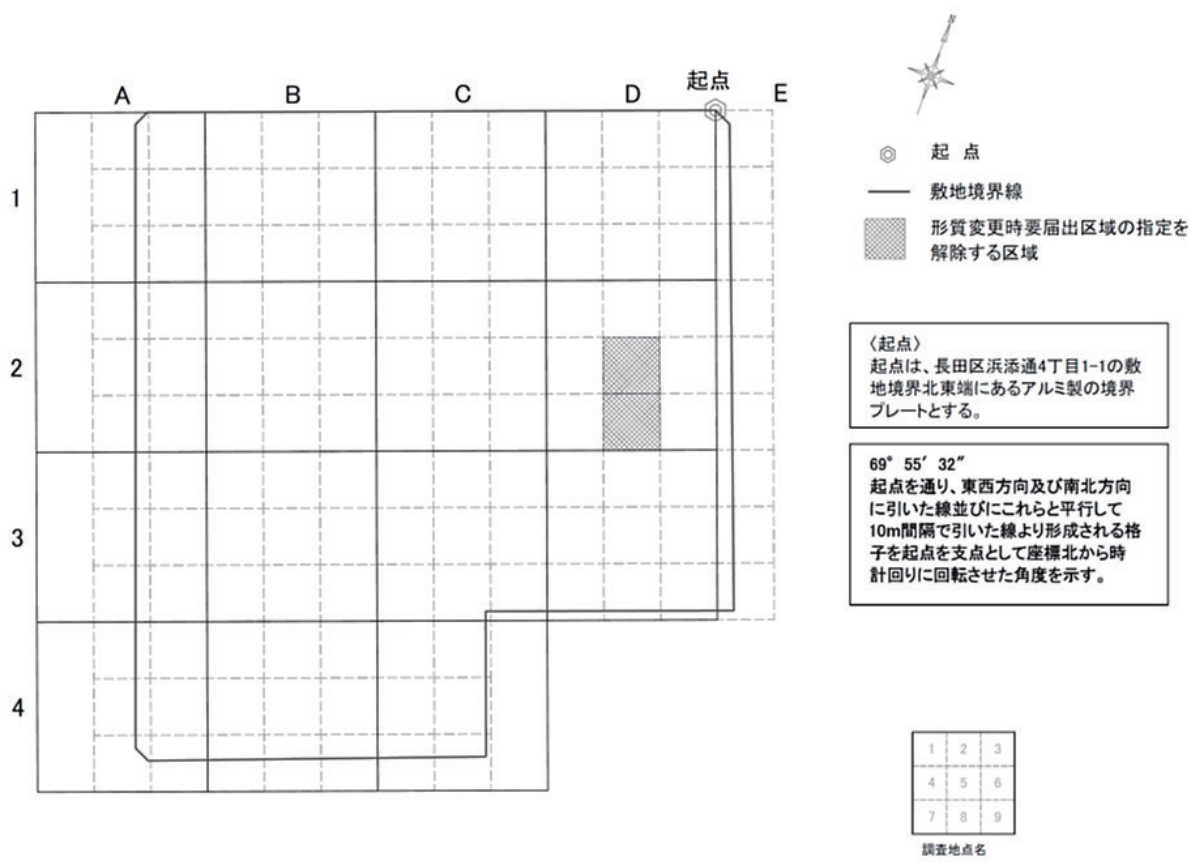 N
起点
A B C D E
1
2
3
4
起 点
敷地境界線
形質変更時要届出区域の指定を
解除する区域
〈起点〉
起点は、長田区浜添通4丁目1-1の敷
地境界北東端にあるアルミ製の境界
プレートとする。
69° 55′ 32″
起点を通り、東西方向及び南北方向
に引いた線並びにこれらと平行して
10m間隔で引いた線より形成される格
子を起点を支点として座標北から時
計回りに回転させた角度を示す。
1 2 3
4 5 6
7 8 9
調査地点名